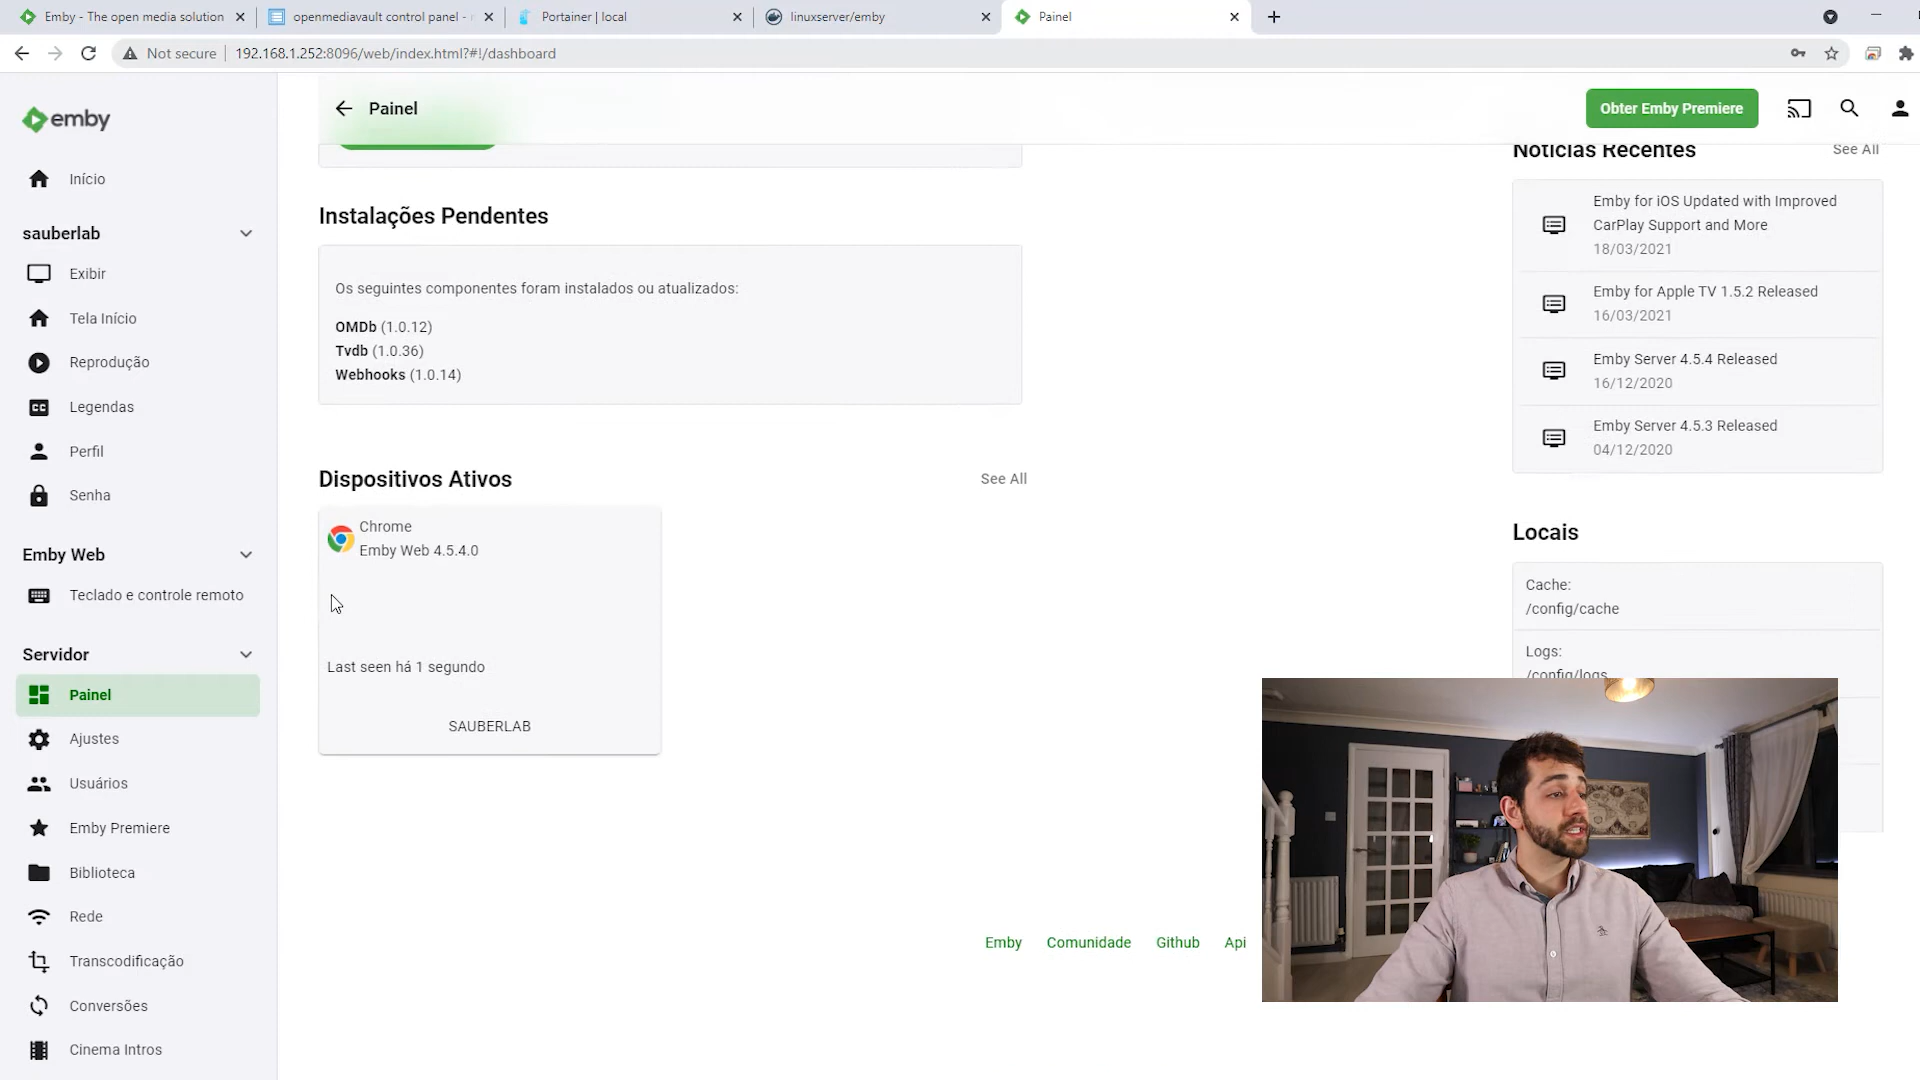 Emby - The open media solution
openmediavault control panel -
Portainer | local
linuxserver/emby
Painel
Not secure
192.168.1.252:8096/web/index.html?#!/dashboard
emby
Início
sauberlab
Exibir
Tela Início
Reprodução
Legendas
Perfil
Senha
Emby Web
Teclado e controle remoto
Servidor
Painel
Ajustes
Usuários
Emby Premiere
Biblioteca
Rede
Transcodificação
Conversões
Cinema Intros
Painel
Obter Emby Premiere
Instalações Pendentes
Os seguintes componentes foram instalados ou atualizados:
OMDb (1.0.12)
Tvdb (1.0.36)
Webhooks (1.0.14)
Dispositivos Ativos
See All
Chrome
Emby Web 4.5.4.0
Last seen há 1 segundo
SAUBERLAB
Notícias Recentes
See All
Emby for iOS Updated with Improved
CarPlay Support and More
18/03/2021
Emby for Apple TV 1.5.2 Released
16/03/2021
Emby Server 4.5.4 Released
16/12/2020
Emby Server 4.5.3 Released
04/12/2020
Locais
Cache:
/config/cache
Logs:
/config/logs
Emby
Comunidade
Github
Api